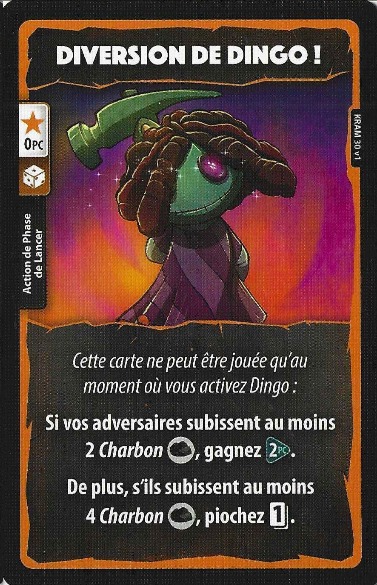 DIVERSION DE DINGO !
0PC
Action de Phase
de Lancer
KRAM 30 v1
Cette carte ne peut être jouée qu'au
moment où vous activez Dingo :
Si vos adversaires subissent au moins
2 Charbon , gagnez 2PC.
De plus, s'ils subissent au moins
4 Charbon , piochez 1.